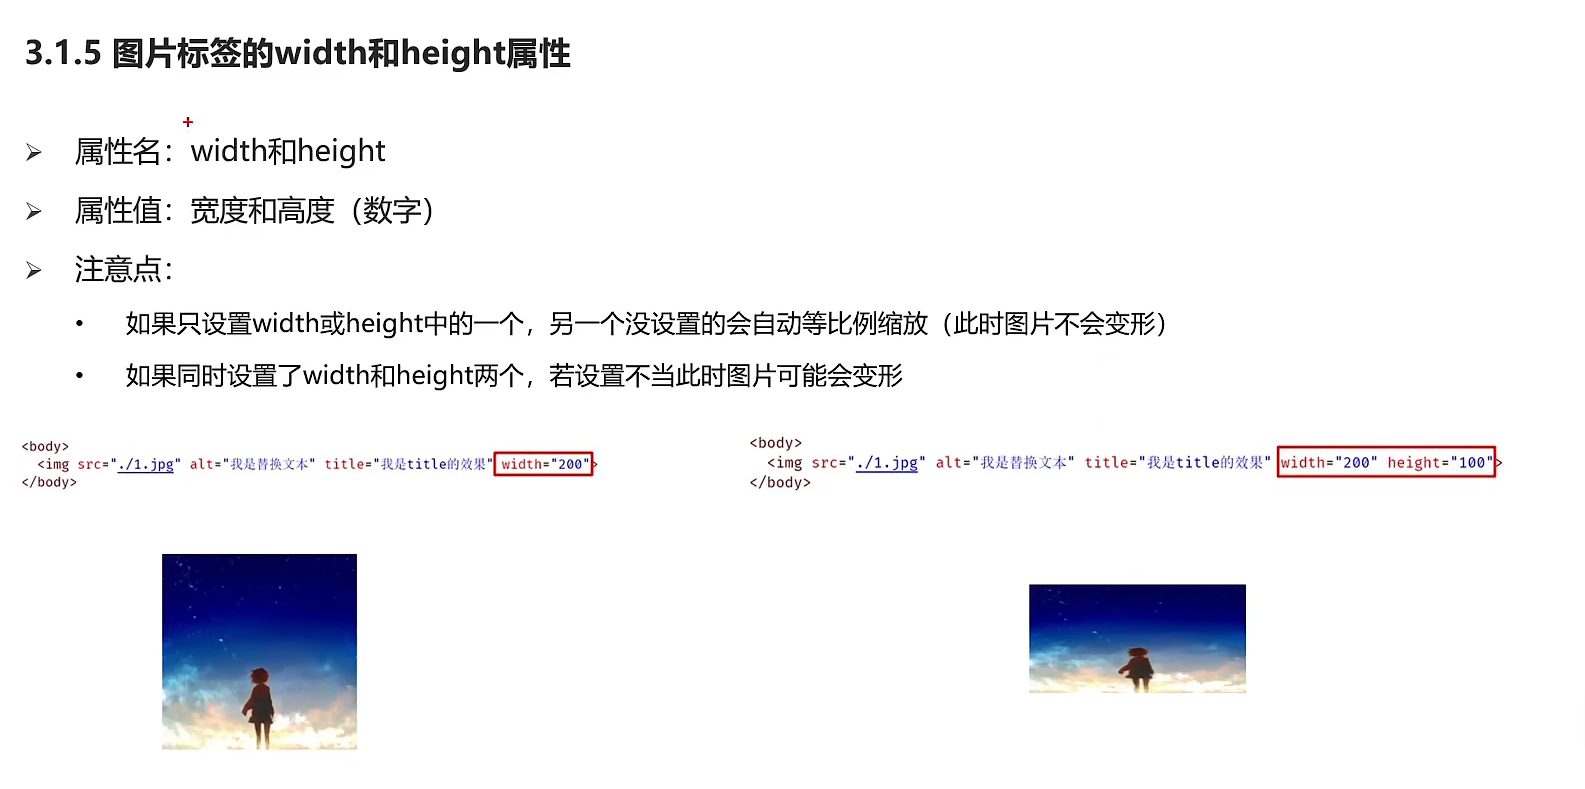 3.1.5 图片标签的width和height属性
属性名：width和height
属性值：宽度和高度（数字）
注意点：
如果只设置width或height中的一个，另一个没设置的会自动等比例缩放（此时图片不会变形）
如果同时设置了width和height两个，若设置不当此时图片可能会变形
<body>
<img src="./1.jpg" alt="我是替换文本" title="我是title的效果" width="200">
</body>
<body>
<img src="./1.jpg" alt="我是替换文本" title="我是title的效果" width="200" height="100">
</body>